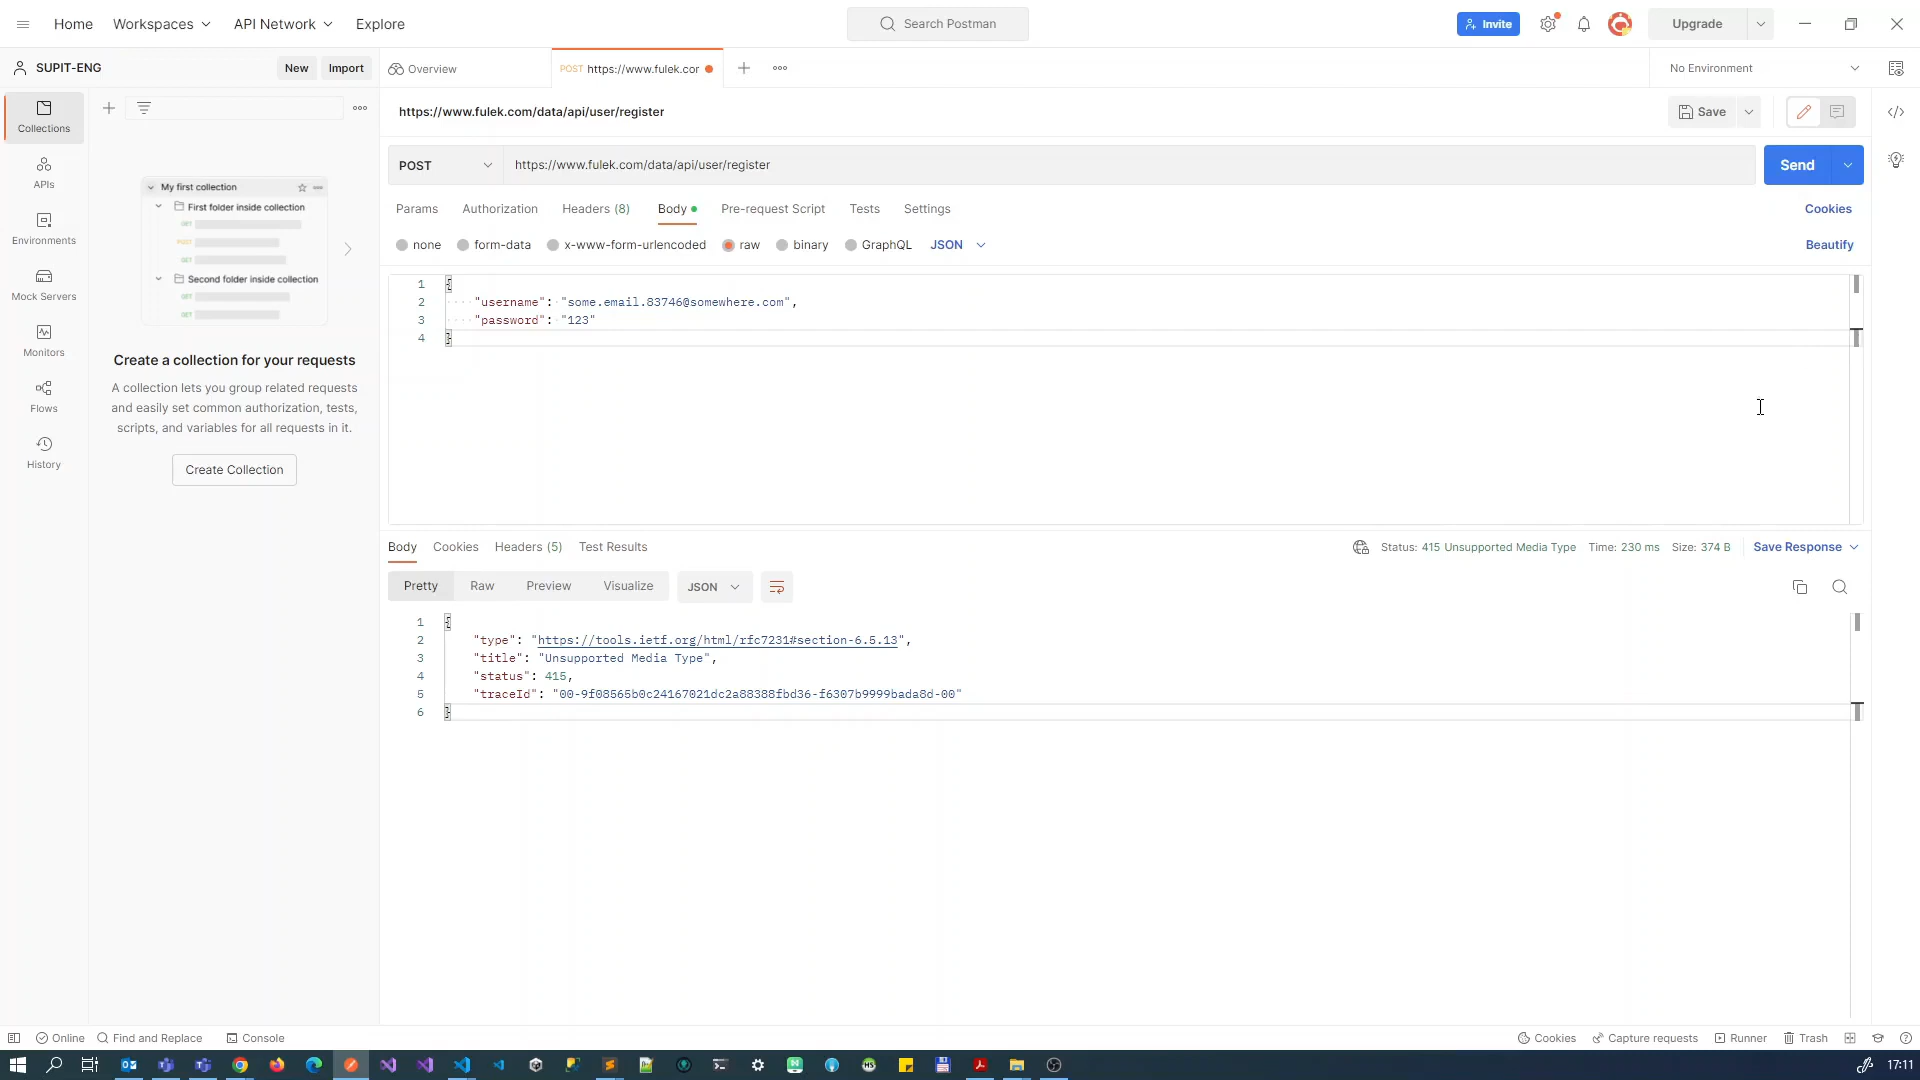 Home Workspaces API Network Explore Search Postman Invite Upgrade
SUPIT-ENG New Import Overview POST https://www.fulek.cor No Environment
https://www.fulek.com/data/api/user/register Save
Collections
POST https://www.fulek.com/data/api/user/register Send
APIs
My first collection
First folder inside collection
GET
POST
GET
Second folder inside collection
GET
GET
Params Authorization Headers (8) Body Pre-request Script Tests Settings Cookies
Environments
none form-data x-www-form-urlencoded raw binary GraphQL JSON Beautify
1 {
2 "username": "some.email.83746@somewhere.com",
3 "password": "123"
4 }
Mock Servers
Monitors
Create a collection for your requests
A collection lets you group related requests
and easily set common authorization, tests,
scripts, and variables for all requests in it.
Flows
History
Create Collection
Body Cookies Headers (5) Test Results Status: 415 Unsupported Media Type Time: 230 ms Size: 374 B Save Response
Pretty Raw Preview Visualize JSON
1 {
2 "type": "https://tools.ietf.org/html/rfc7231#section-6.5.13",
3 "title": "Unsupported Media Type",
4 "status": 415,
5 "traceId": "00-9f08565b0c24167021dc2a88388fbd36-f6307b9999bada8d-00"
6 }
Online Find and Replace Console Cookies Capture requests Runner Trash
17:11